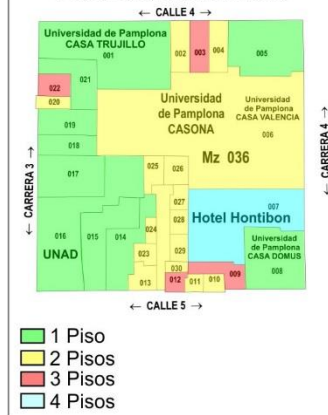 ← CALLE 4 →
Universidad de Pamplona
CASA TRUJILLO
001
002
003
004
005
021
022
020
019
018
017
Universidad
de Pamplona
CASONA
Universidad
de Pamplona
CASA VALENCIA
006
Mz 036
← CARRERA 3 →
← CARRERA 4 →
025
026
027
028
007
Hotel Hontibon
016
015
014
024
UNAD
023
029
030
Universidad
de Pamplona
CASA DOMUS
008
013
012
011
010
009
← CALLE 5 →
1 Piso
2 Pisos
3 Pisos
4 Pisos